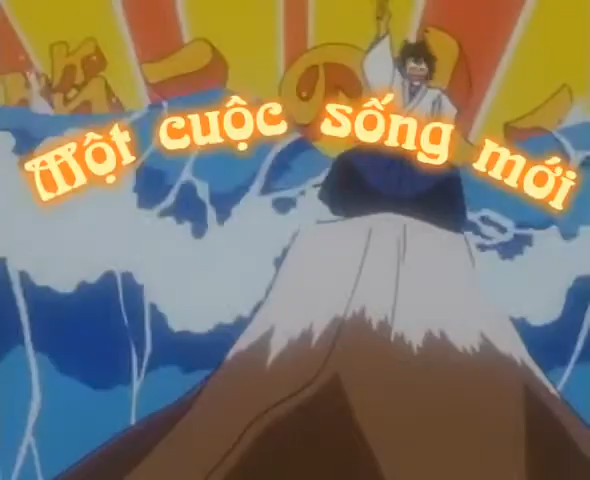 Một cuộc sống mới